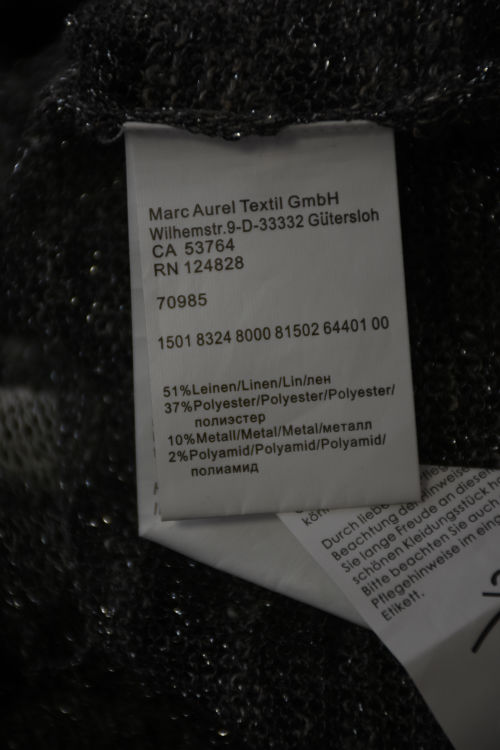 Marc Aurel Textil GmbH
Wilhemstr.9-D-33332 Gütersloh
CA 53764
RN 124828
70985
1501 8324 8000 81502 64401 00
51%Leinen/Linen/Lin/лен
37%Polyester/Polyester/Polyester/
полиэстер
10%Metall/Metal/Metal/металл
2%Polyamid/Polyamid/Polyamid/
полиамид
Durch liebe
Beachtung der Hinweise
Sie lange Freude an diesem
schönen Kleidungsstück ha
Bitte beachten Sie auch
Pflegehinweise im ein
Etikett.